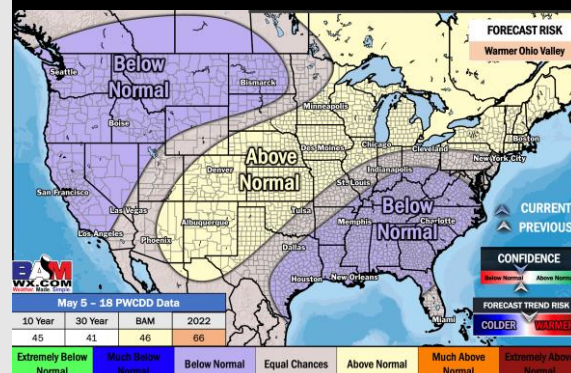 FORECAST RISK
Warmer Ohio Valley
Seattle
Below
Normal
Bismarck
Minneapolis
Boise
Boston
Des Moines
Chicago
Cleveland
New York City
Above
Normal
Denver
Indianapolis
St. Louis
San Francisco
Las Vegas
Tulsa
Below
Normal
Memphis
Charlotte
Los Angeles
Albuquerque
Phoenix
Dallas
CURRENT
PREVIOUS
Houston
New Orleans
Miami
CONFIDENCE
Below Normal
Above Normal
FORECAST TREND RISK
COLDER
WARMER
BAM
WX.COM
Weather Made Simple
May 5 – 18 PWCDD Data
10 Year 30 Year BAM 2022
45 41 46 66
Extremely Below Normal
Much Below Normal
Below Normal
Equal Chances
Above Normal
Much Above Normal
Extremely Above Normal